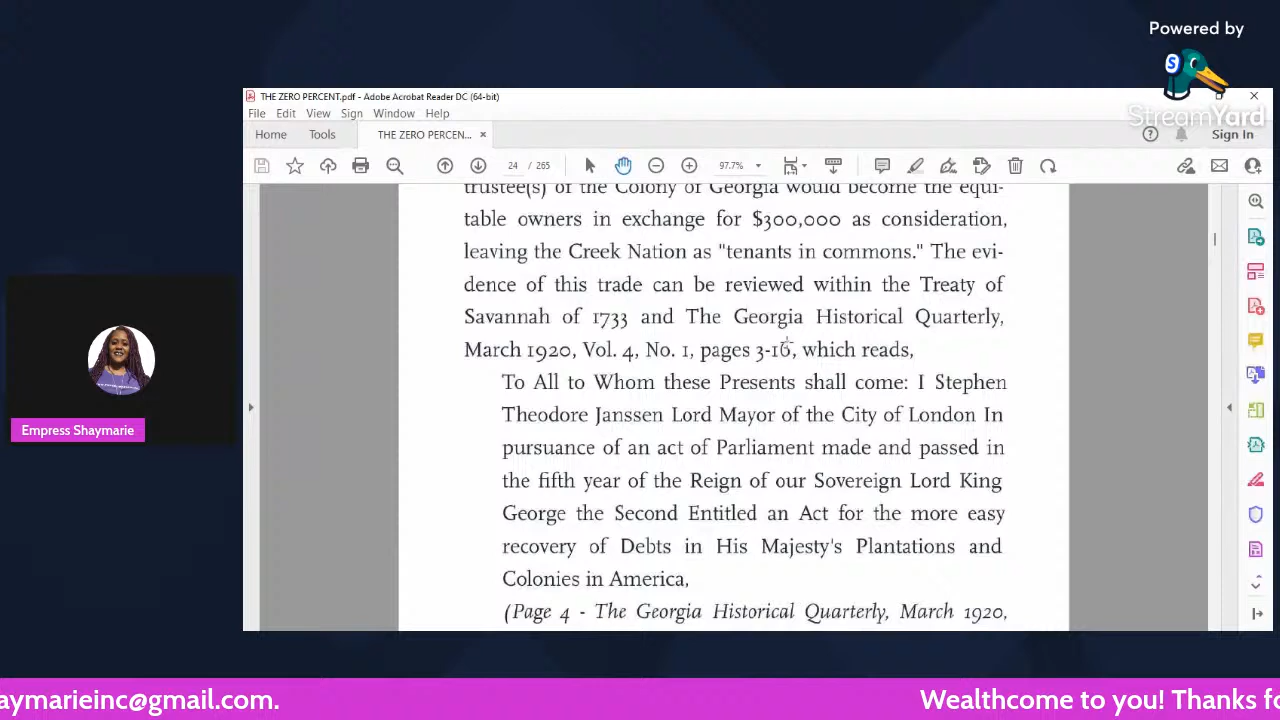 Powered by
StreamYard
THE ZERO PERCENT.pdf - Adobe Acrobat Reader DC (64-bit)
File Edit View Sign Window Help
Home Tools THE ZERO PERCEN... Sign In
24 / 265 97.7%
trustee(s) of the Colony of Georgia would become the equi-
table owners in exchange for $300,000 as consideration,
leaving the Creek Nation as "tenants in commons." The evi-
dence of this trade can be reviewed within the Treaty of
Savannah of 1733 and The Georgia Historical Quarterly,
March 1920, Vol. 4, No. 1, pages 3-16, which reads,
To All to Whom these Presents shall come: I Stephen
Theodore Janssen Lord Mayor of the City of London In
pursuance of an act of Parliament made and passed in
the fifth year of the Reign of our Sovereign Lord King
George the Second Entitled an Act for the more easy
recovery of Debts in His Majesty's Plantations and
Colonies in America,
(Page 4 - The Georgia Historical Quarterly, March 1920,
Empress Shaymarie
aymarieinc@gmail.com. Wealthcome to you! Thanks fo